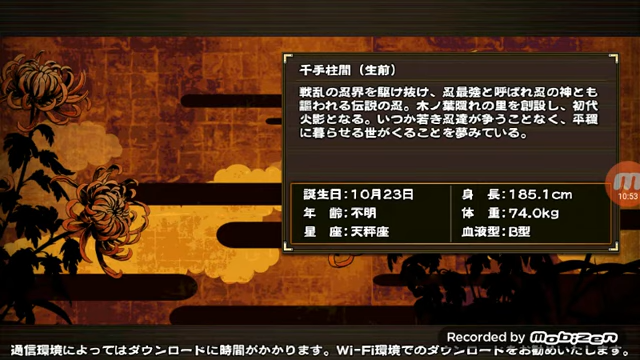 千手柱間（生前）
戦乱の忍界を駆け抜け、忍最強と呼ばれ忍の神とも
謳われる伝説の忍。木ノ葉隠れの里を創設し、初代
火影となる。いつか若き忍達が争うことなく、平穏
に暮らせる世がくることを夢みている。
誕生日:10月23日
身　長:185.1cm
年　齢:不明
体　重:74.0kg
星　座:天秤座
血液型:B型
10:53
Recorded by mobizen
通信環境によってはダウンロードに時間がかかります。Wi-Fi環境でのダウンロードをお勧めいたします。